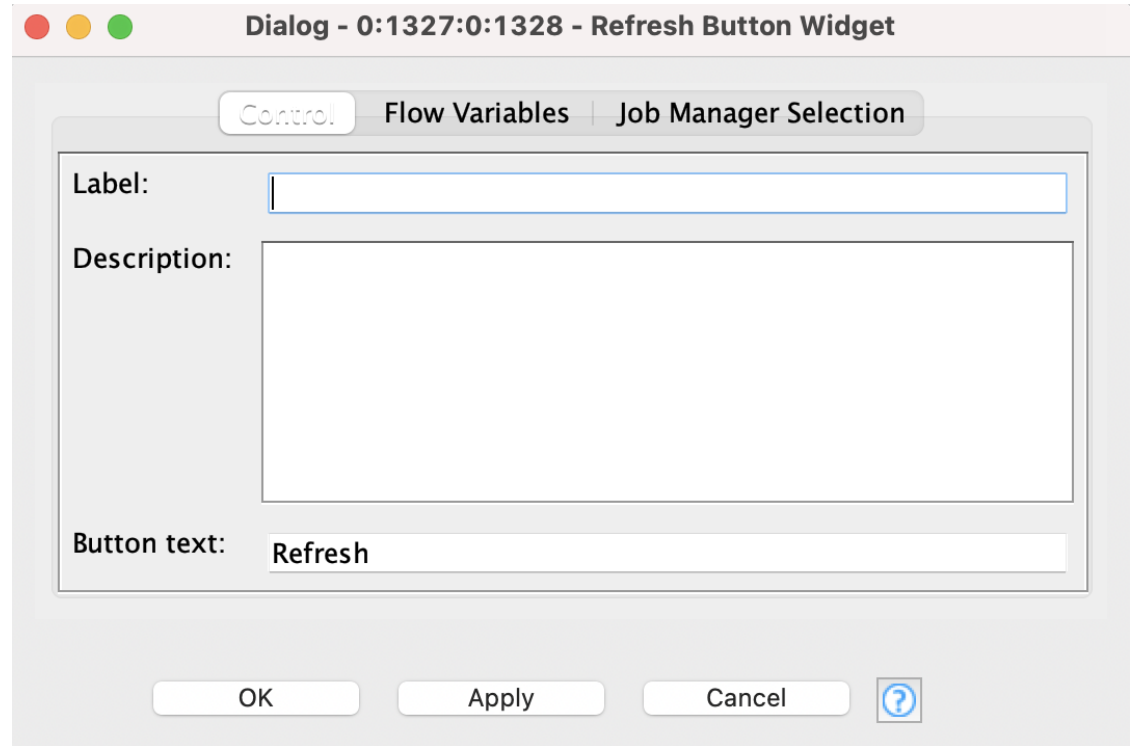 Dialog - 0:1327:0:1328 - Refresh Button Widget
Control Flow Variables Job Manager Selection
Label:
Description:
Button text: Refresh
OK Apply Cancel ?